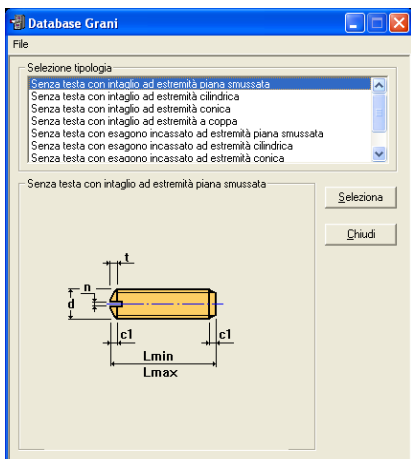 Database Grani
File
Selezione tipologia
Senza testa con intaglio ad estremità piana smussata
Senza testa con intaglio ad estremità cilindrica
Senza testa con intaglio ad estremità conica
Senza testa con intaglio ad estremità a coppa
Senza testa con esagono incassato ad estremità piana smussata
Senza testa con esagono incassato ad estremità cilindrica
Senza testa con esagono incassato ad estremità conica
Senza testa con intaglio ad estremità piana smussata
Seleziona
Chiudi
t
n
d
c1 c1
Lmin
Lmax